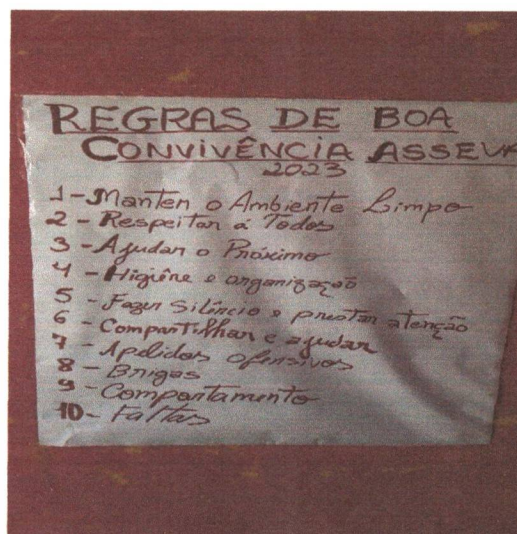 REGRAS DE BOA
CONVIVÊNCIA ASSEVA
2023
1 - Manter o Ambiente Limpo
2 - Respeitar á Todos
3 - Ajudar o Próximo
4 - Higiêne e organização
5 - Fazer Silêncio e prestar atenção
6 - Compartilhar e ajudar
7 - Apelidos Ofensivos
8 - Brigas
9 - Comportamento
10 - Faltas